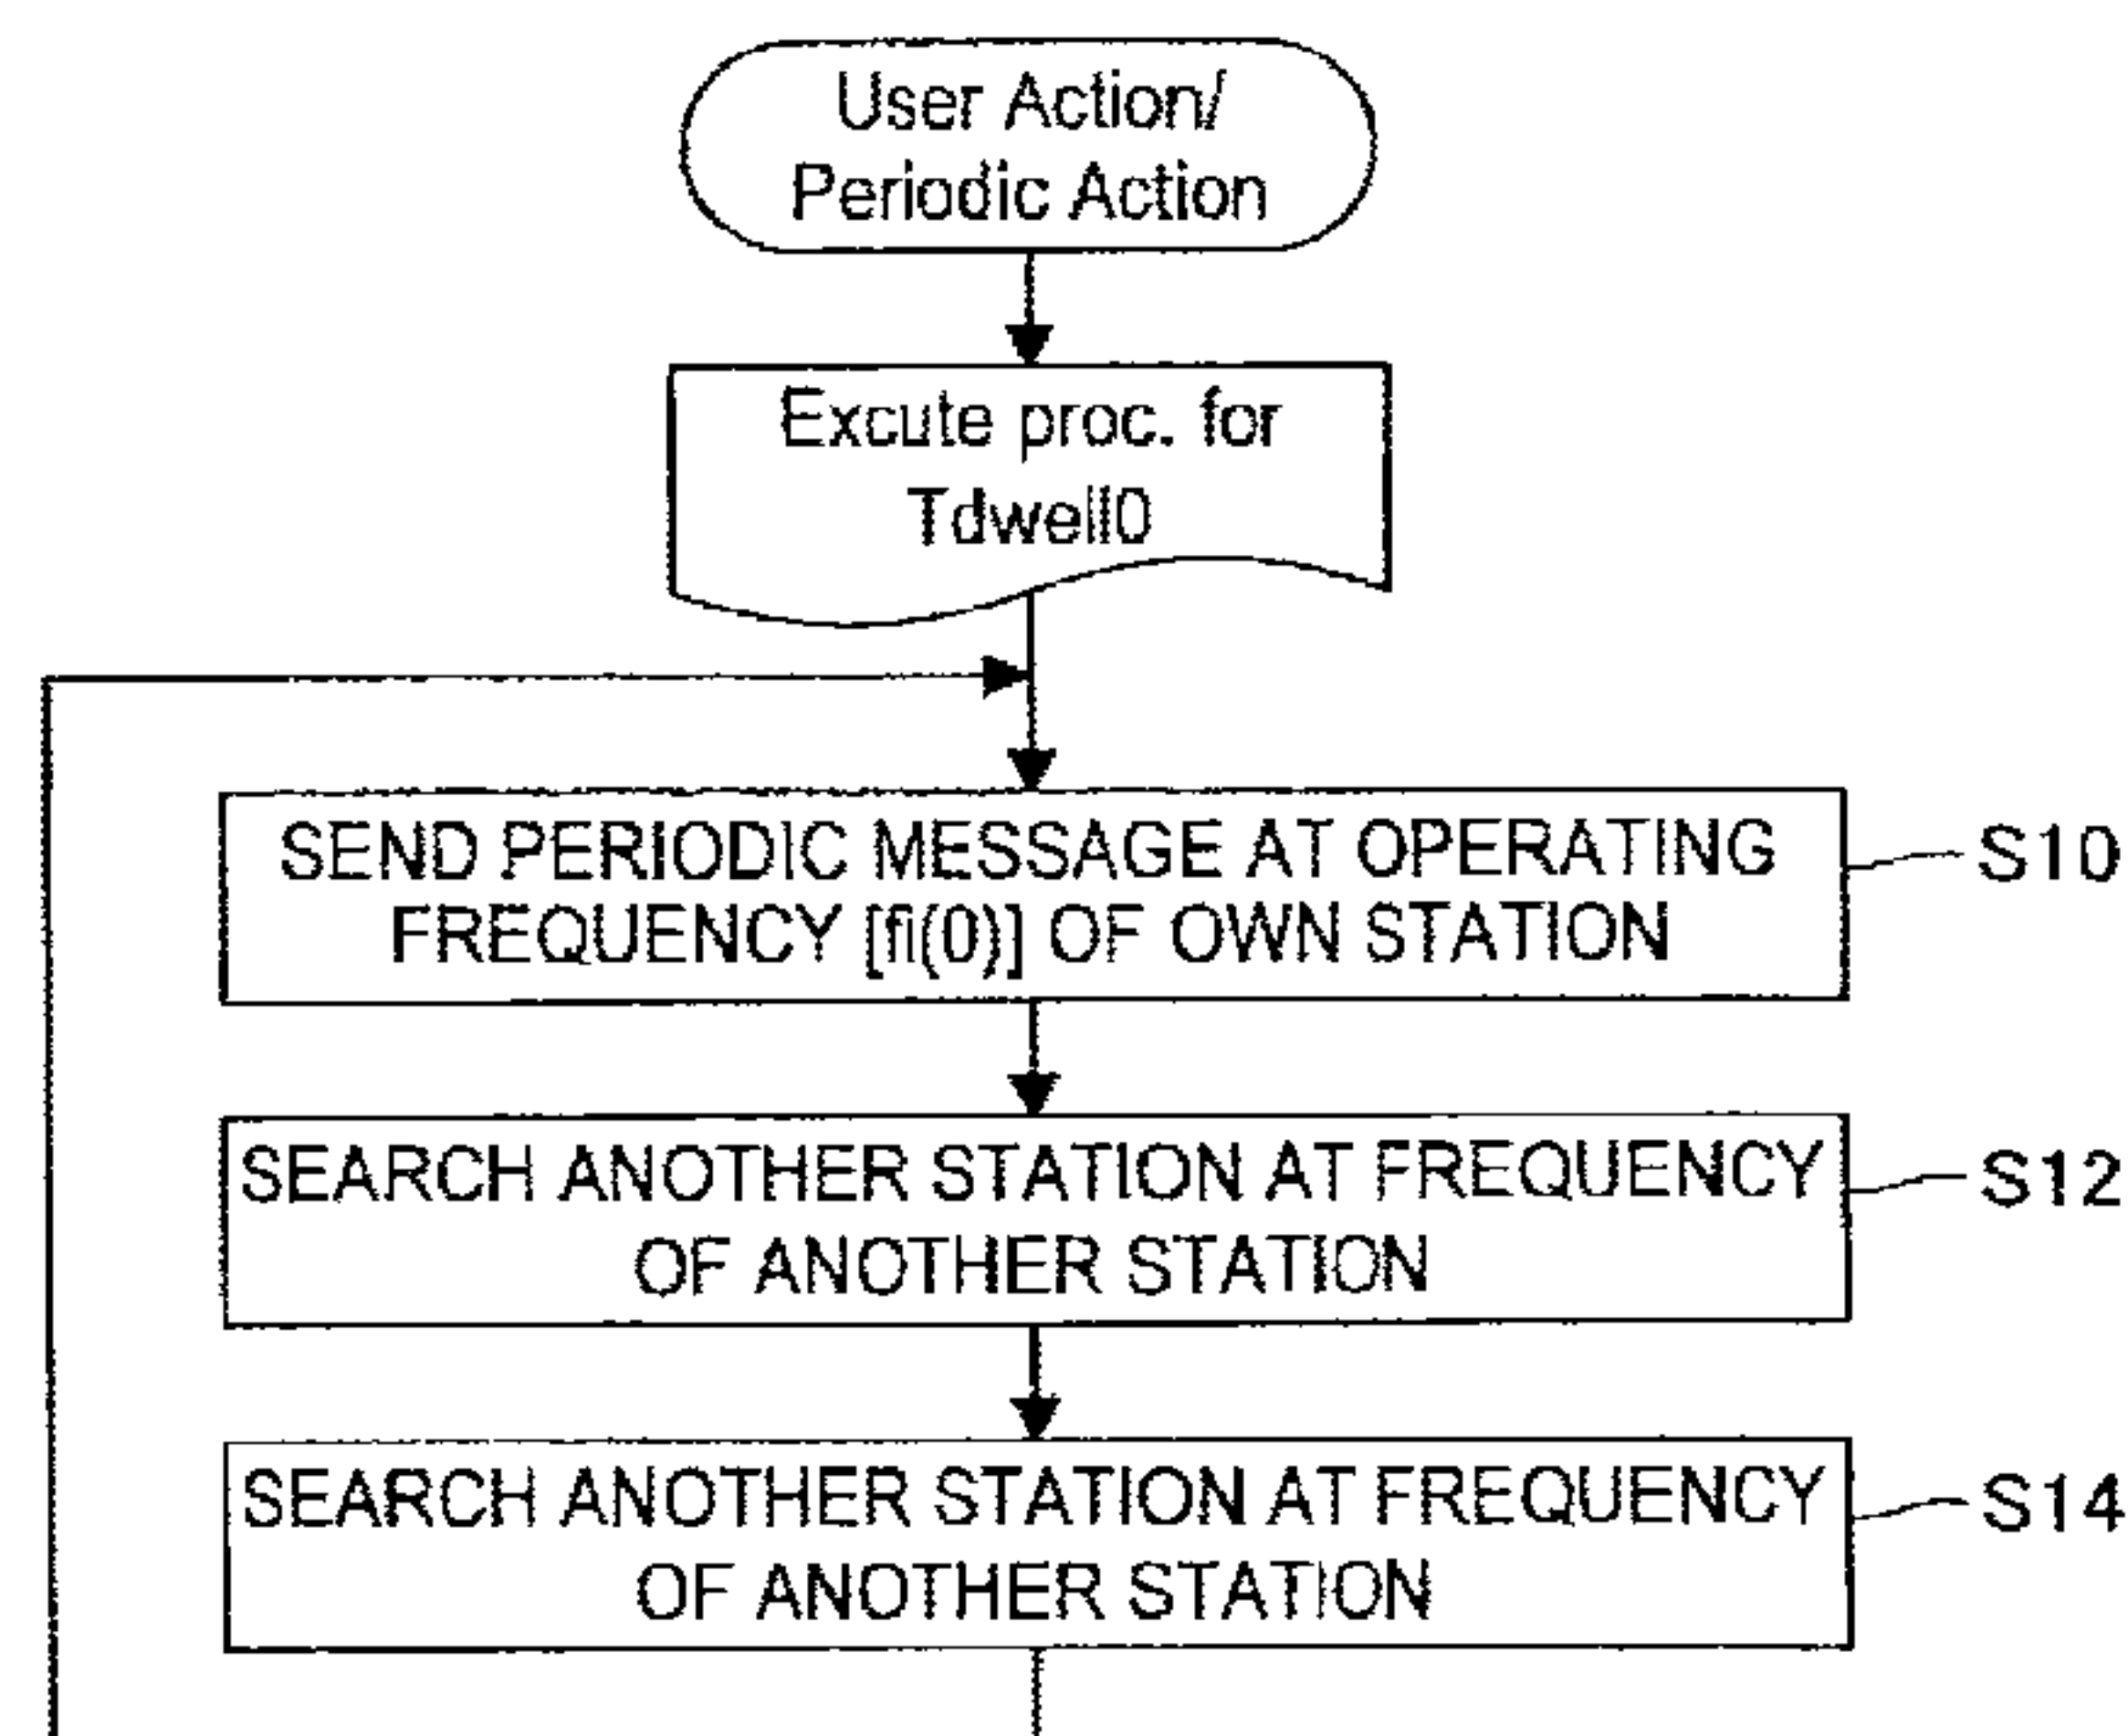 User Action/
Periodic Action
Excute proc. for
Tdwell0
SEND PERIODIC MESSAGE AT OPERATING
FREQUENCY [fi(0)] OF OWN STATION
S10
SEARCH ANOTHER STATION AT FREQUENCY
OF ANOTHER STATION
S12
SEARCH ANOTHER STATION AT FREQUENCY
OF ANOTHER STATION
S14